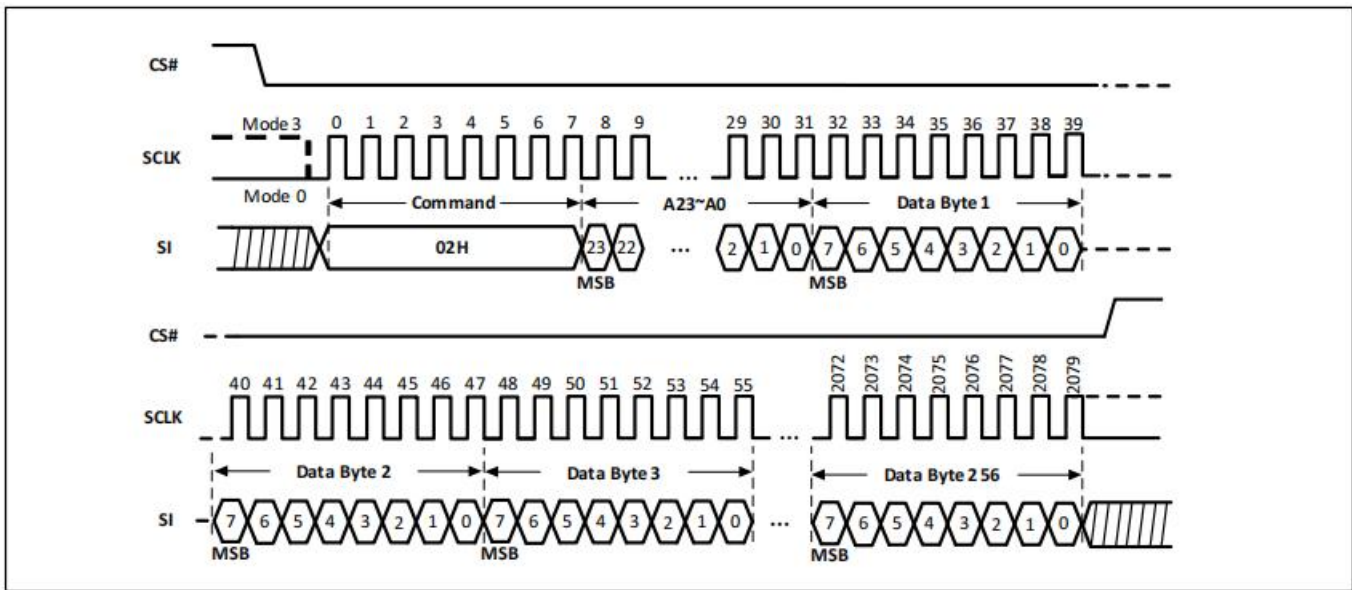 CS#
Mode 3 0 1 2 3 4 5 6 7 8 9 29 30 31 32 33 34 35 36 37 38 39
SCLK ...
Mode 0 Command A23~A0 Data Byte 1
SI 02H 23 22 ... 2 1 0 7 6 5 4 3 2 1 0
MSB MSB
CS#
40 41 42 43 44 45 46 47 48 49 50 51 52 53 54 55 2072 2073 2074 2075 2076 2077 2078 2079
SCLK ...
Data Byte 2 Data Byte 3 Data Byte 2 56
SI 7 6 5 4 3 2 1 0 7 6 5 4 3 2 1 0 ... 7 6 5 4 3 2 1 0
MSB MSB MSB